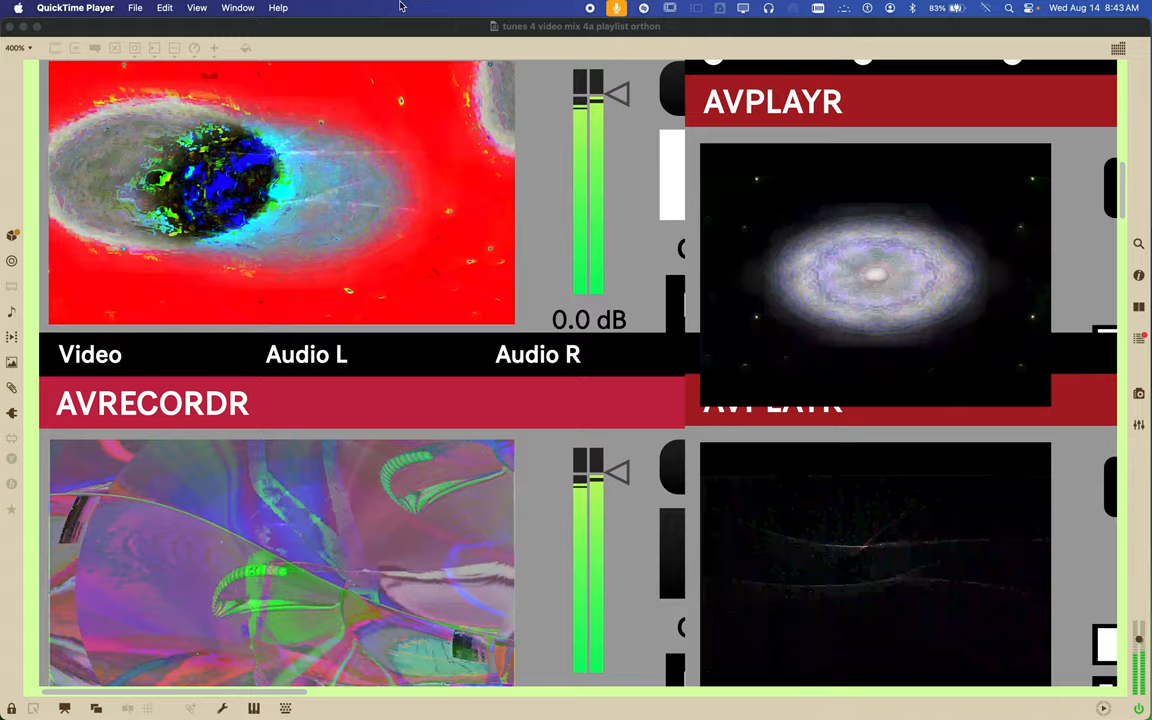 QuickTime Player File Edit View Window Help
83% Wed Aug 14 8:43 AM
tunes 4 video mix 4a playlist orthon
400%
AVPLAYR
0.0 dB
Video Audio L Audio R
AVRECORDR
AVPLAYR